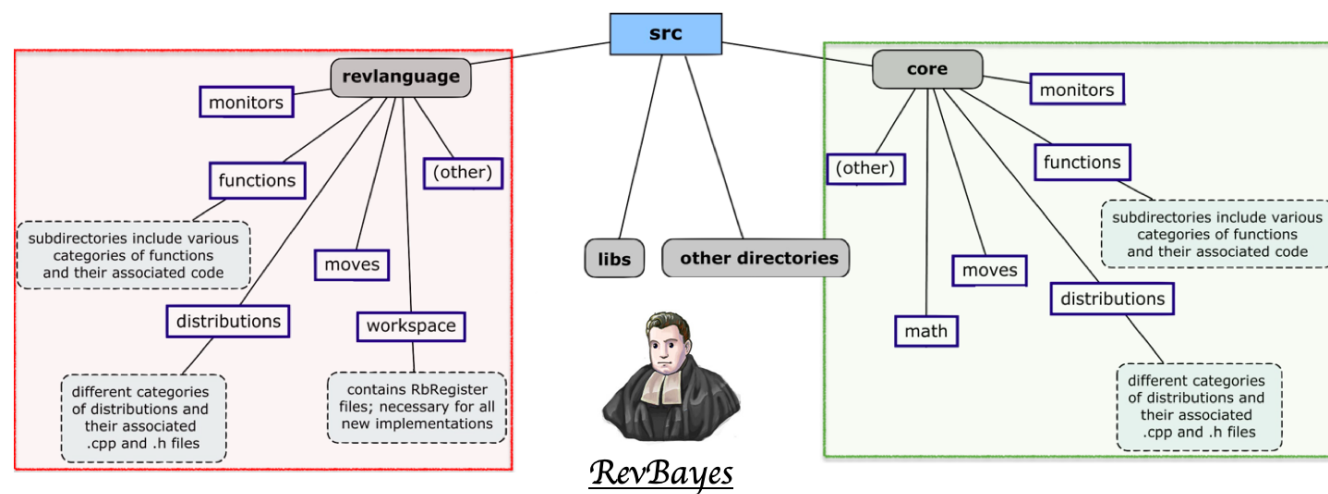 src
revlanguage
monitors
functions
(other)
subdirectories include various
categories of functions
and their associated code
moves
distributions
workspace
different categories
of distributions and
their associated
.cpp and .h files
contains RbRegister
files; necessary for all
new implementations
libs
other directories
RevBayes
core
monitors
(other)
functions
subdirectories include various
categories of functions
and their associated code
moves
distributions
math
different categories
of distributions and
their associated
.cpp and .h files